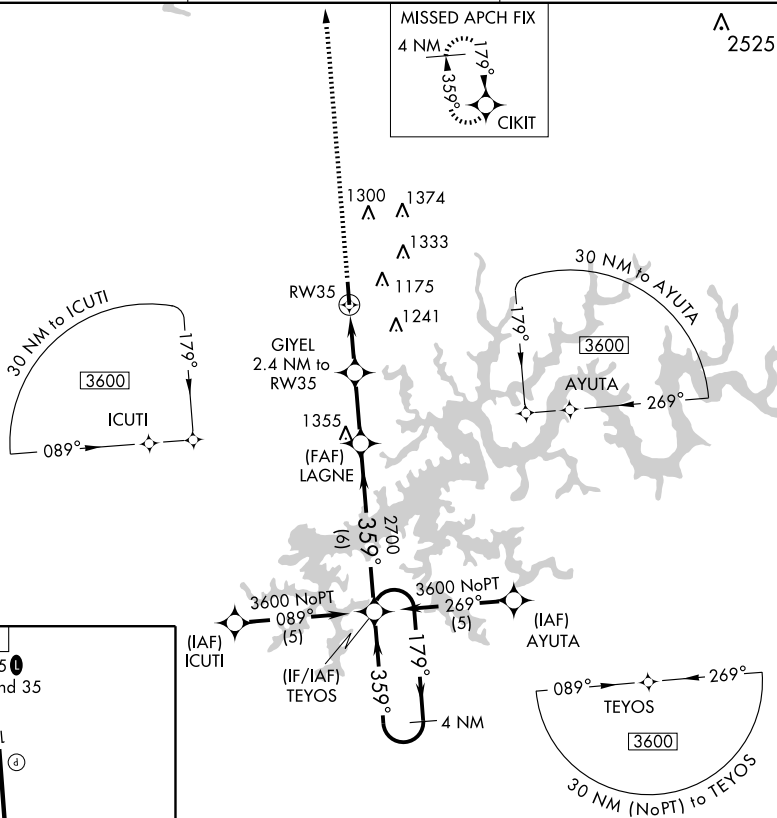 MISSED APCH FIX
4 NM
179°
359°
CIKIT
2525
1300
1374
1333
1175
1241
RW35
GIYEL
2.4 NM to
RW35
1355
(FAF)
LAGNE
30 NM to ICUTI
179°
3600
ICUTI
089°
30 NM to AYUTA
179°
3600
AYUTA
269°
2700
359°
(6)
3600 NoPT
089°
(5)
3600 NoPT
269°
(5)
(IAF)
ICUTI
(IAF)
AYUTA
(IF/IAF)
TEYOS
359°
179°
4 NM
089°
269°
TEYOS
3600
30 NM (NoPT) to TEYOS
5 L
nd 35
P